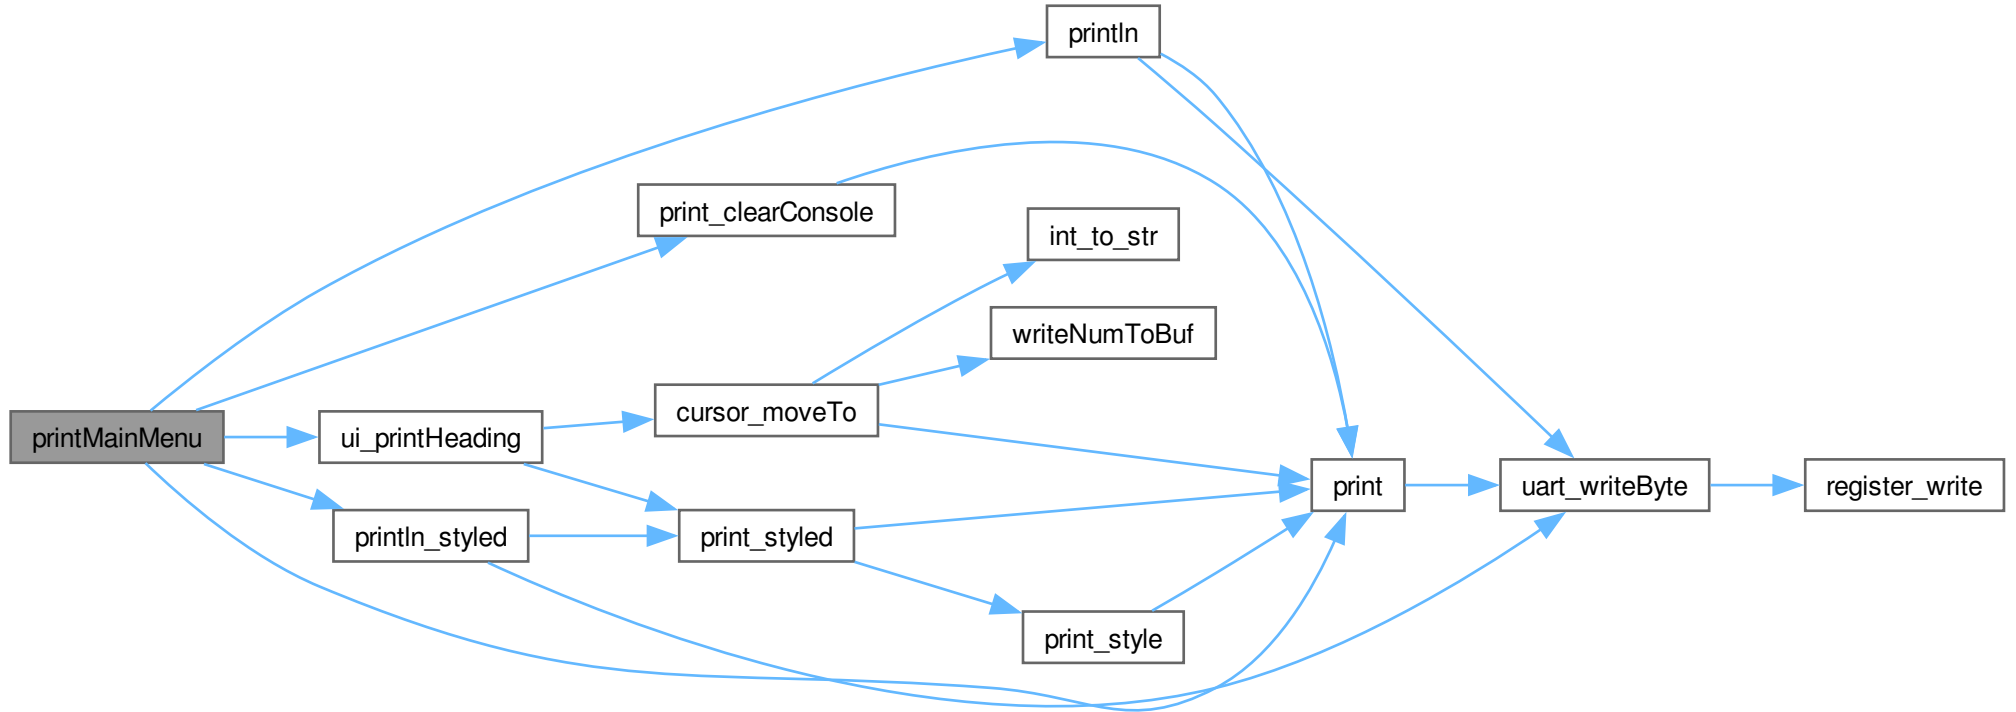 println
print_clearConsole
int_to_str
writeNumToBuf
cursor_moveTo
printMainMenu
ui_printHeading
print
uart_writeByte
register_write
println_styled
print_styled
print_style